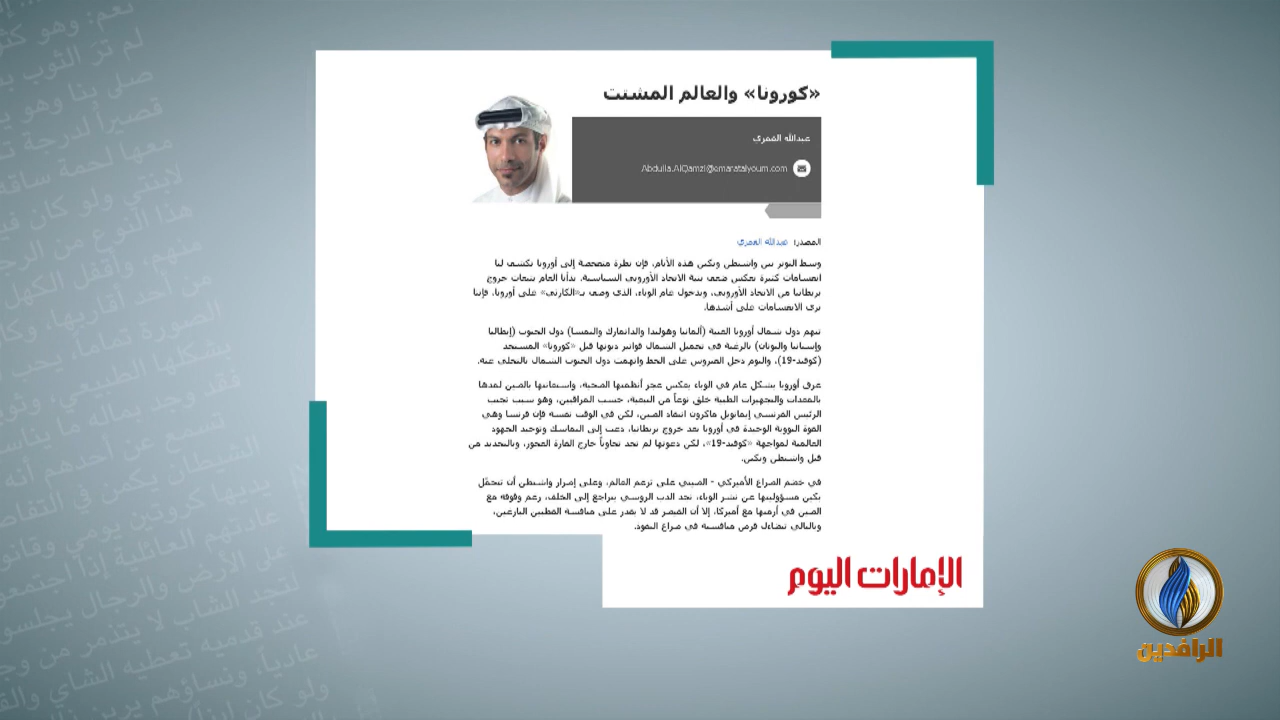 «كورونا» والعالم المشتت
عبدالله القمزي
Abdulla.AlQamzi@emaratalyoum.com
المصدر: عبدالله القمزي
وسط التوتر بين واشنطن وبكين هذه الأيام، فإن نظرة متفحصة إلى أوروبا تكشف لنا
انقسامات كثيرة تعكس ضعف بنية الاتحاد الأوروبي السياسية. بدأنا العام بتبعات خروج
بريطانيا من الاتحاد الأوروبي، وبدخول عام الوباء، الذي وصف بـ«الكارثي» على أوروبا، فإننا
نرى الانقسامات على أشدها.
تتهم دول شمال أوروبا الغنية (ألمانيا وهولندا والدانمارك والنمسا) دول الجنوب (إيطاليا
وإسبانيا واليونان) بالرغبة في تحميل الشمال فواتير ديونها قبل «كورونا» المستجد
(كوفيد-19)، واليوم دخل الفيروس على الخط واتهمت دول الجنوب الشمال بالتخلي عنه.
غرق أوروبا بشكل عام في الوباء يعكس عجز أنظمتها الصحية، واستعانتها بالصين لمدها
بالمعدات والتجهيزات الطبية خلق نوعاً من التبعية، حسب المراقبين، وهو سبب تجنب
الرئيس الفرنسي إيمانويل ماكرون انتقاد الصين، لكن في الوقت نفسه فإن فرنسا وهي
القوة النووية الوحيدة في أوروبا بعد خروج بريطانيا، دعت إلى التماسك وتوحيد الجهود
العالمية لمواجهة «كوفيد-19»، لكن دعوتها لم تجد تجاوباً خارج القارة العجوز، وبالتحديد من
قبل واشنطن وبكين.
في خضم الصراع الأميركي - الصيني على تزعم العالم، وعلى إصرار واشنطن أن تتحمّل
بكين مسؤوليتها عن نشر الوباء، نجد الدب الروسي يتراجع إلى الخلف، رغم وقوفه مع
الصين في أزمتها مع أميركا، إلا أن القيصر قد لا يقدر على منافسة القطبين البارعين،
وبالتالي تتضاءل فرص منافسته في صراع النفوذ.
الإمارات اليوم
الرافدين